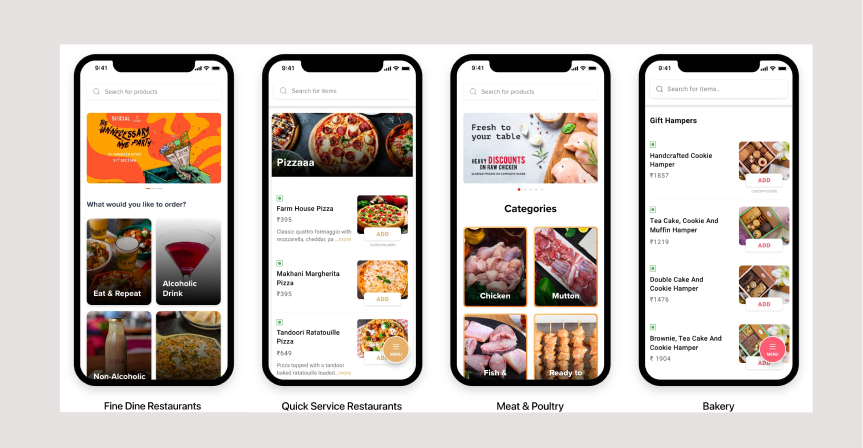 9:41
Search for products
SPECIAL
THE
UNNECESSARY
NYE PARTY
What would you like to order?
Eat & Repeat
Alcoholic
Drink
Non-Alcoholic
Fine Dine Restaurants
9:41
Search for items
Pizzaaa
Farm House Pizza
₹395
Classic quattro formaggio with
mozzarella, cheddar, pa ...more
ADD
Makhani Margherita
Pizza
₹395
ADD
Tandoori Ratatouille
Pizza
₹649
Pizza topped with a tandoor
baked ratatouille loaded...more
MENU
Quick Service Restaurants
9:41
Search for products
Fresh to
your table
HEAVY DISCOUNTS
ON RAW CHICKEN
Categories
Chicken
Mutton
Fish &
Ready to
Meat & Poultry
9:41
Search for items..
Gift Hampers
Handcrafted Cookie
Hamper
₹1857
ADD
Tea Cake, Cookie And
Muffin Hamper
₹1219
ADD
Double Cake And
Cookie Hamper
₹1476
ADD
Brownie, Tea Cake And
Cookie Hamper
₹ 1904
ADD
MENU
Bakery